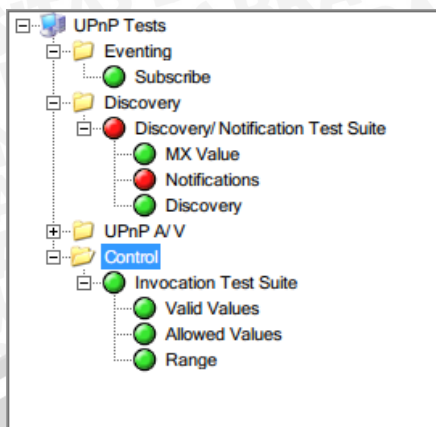 UPnP Tests
Eventing
Subscribe
Discovery
Discovery/ Notification Test Suite
MX Value
Notifications
Discovery
UPnP A/ V
Control
Invocation Test Suite
Valid Values
Allowed Values
Range